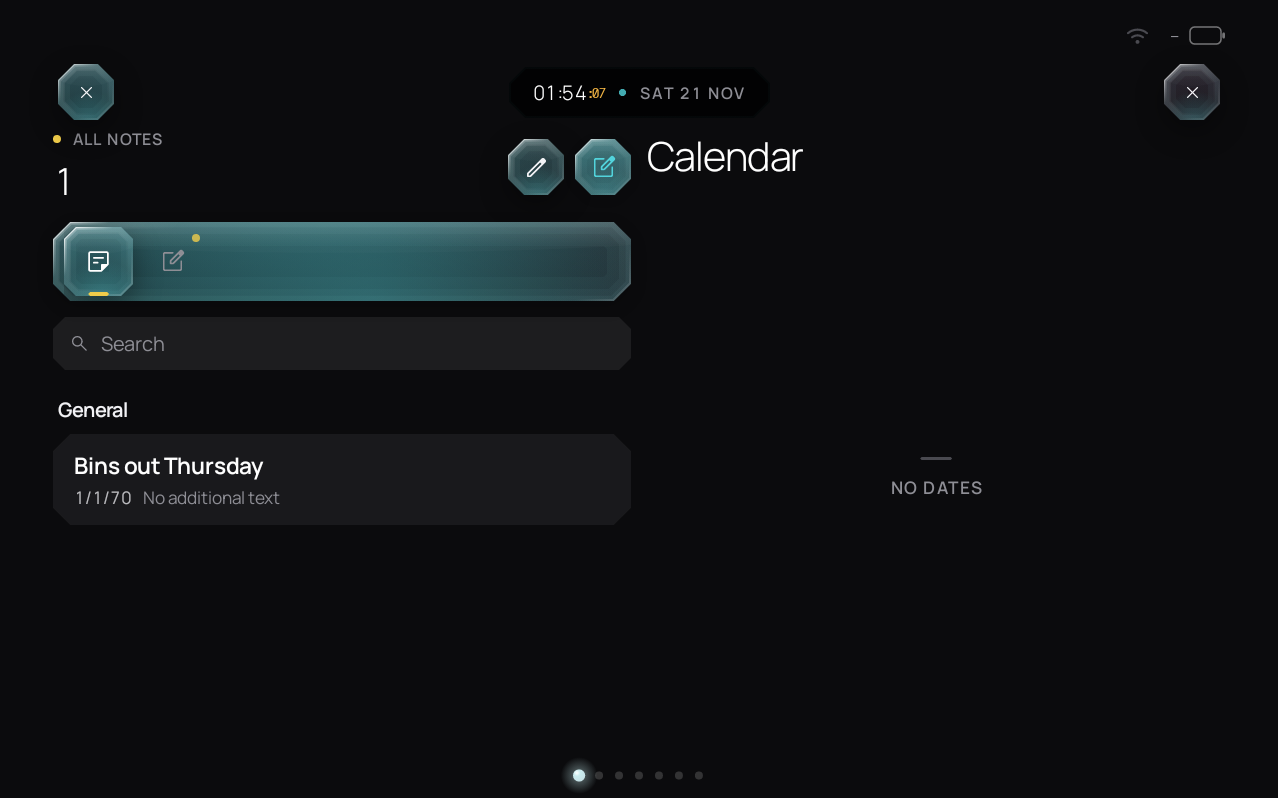 01:54:07 SAT 21 NOV
ALL NOTES
1
Calendar
Search
General
Bins out Thursday
1/1/70 No additional text
NO DATES